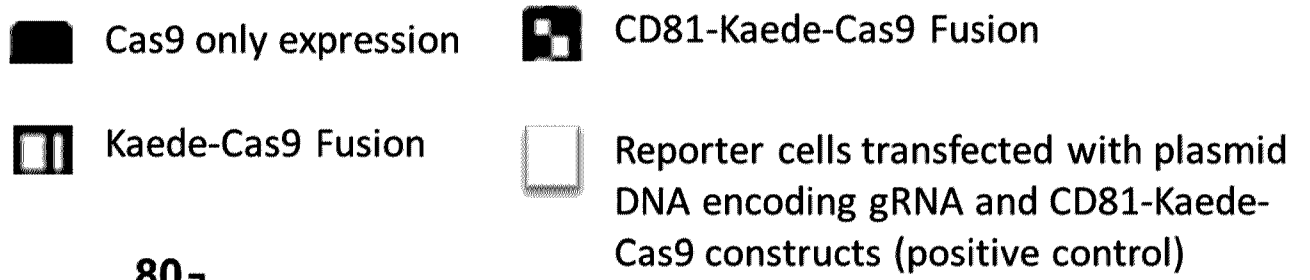 Cas9 only expression
CD81-Kaede-Cas9 Fusion
Kaede-Cas9 Fusion
Reporter cells transfected with plasmid
DNA encoding gRNA and CD81-Kaede-
Cas9 constructs (positive control)
80